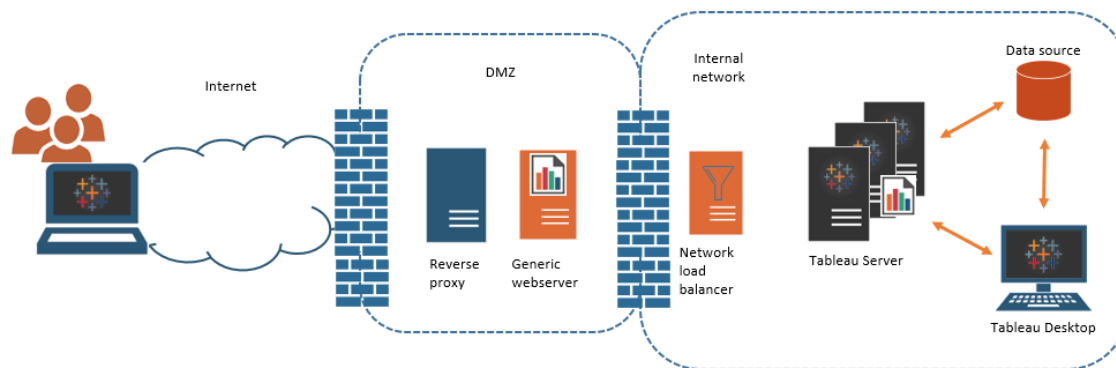 Internet
DMZ
Internal
network
Data source
Reverse
proxy
Generic
webserver
Network
load
balancer
Tableau Server
Tableau Desktop